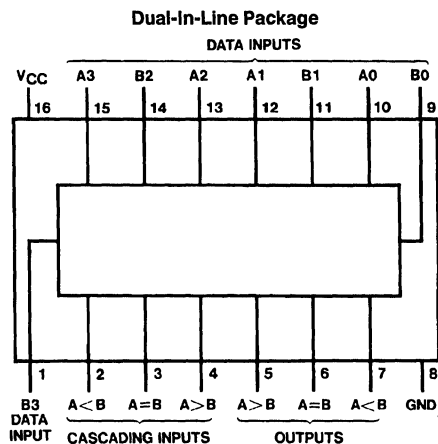 Dual-In-Line Package
DATA INPUTS
VCC A3 B2 A2 A1 B1 A0 B0
16 15 14 13 12 11 10 9
1 2 3 4 5 6 7 8
B3 A<B A=B A>B A>B A=B A<B GND
DATA
INPUT CASCADING INPUTS OUTPUTS